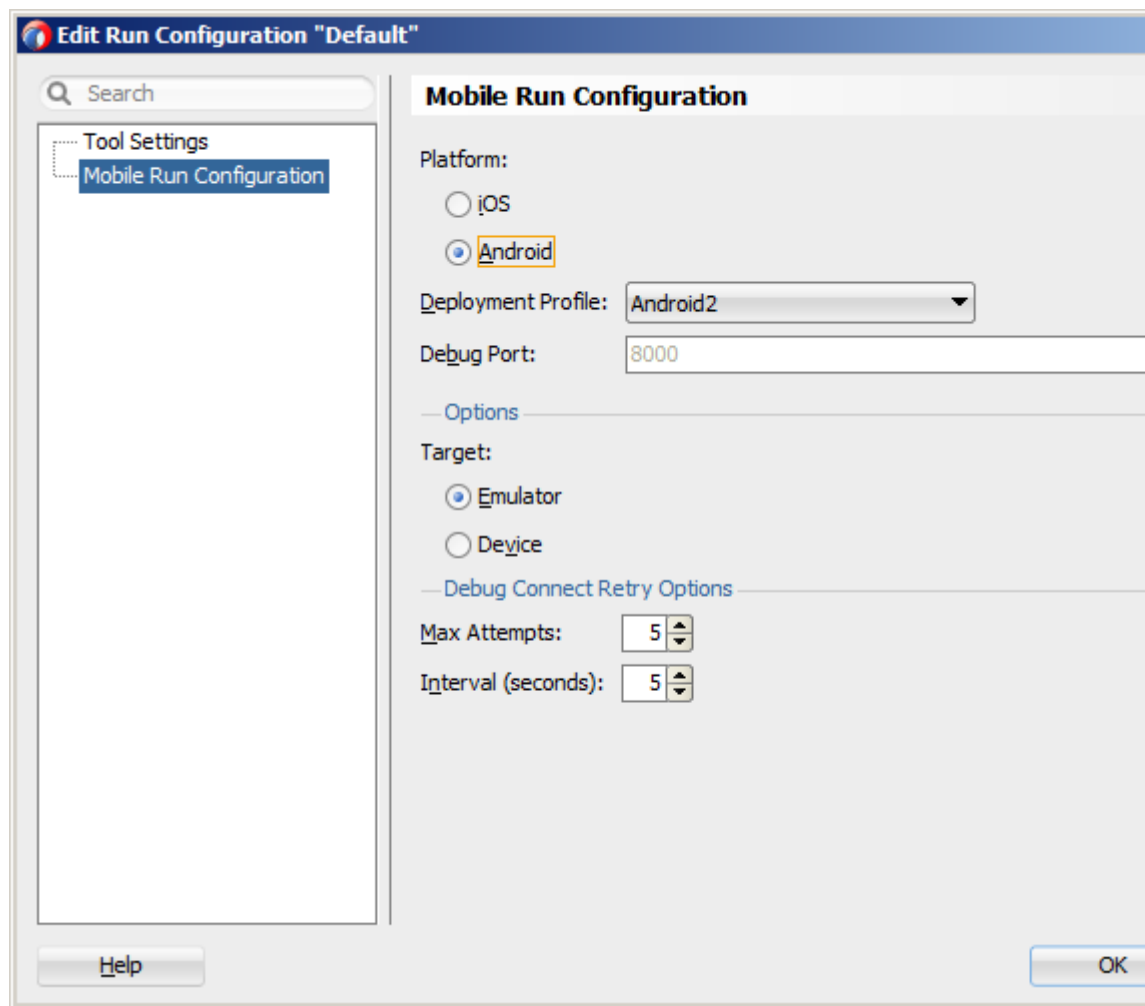 Edit Run Configuration "Default"
Search
Tool Settings
Mobile Run Configuration
Mobile Run Configuration
Platform:
iOS
Android
Deployment Profile: Android2
Debug Port: 8000
Options
Target:
Emulator
Device
Debug Connect Retry Options
Max Attempts: 5
Interval (seconds): 5
Help
OK